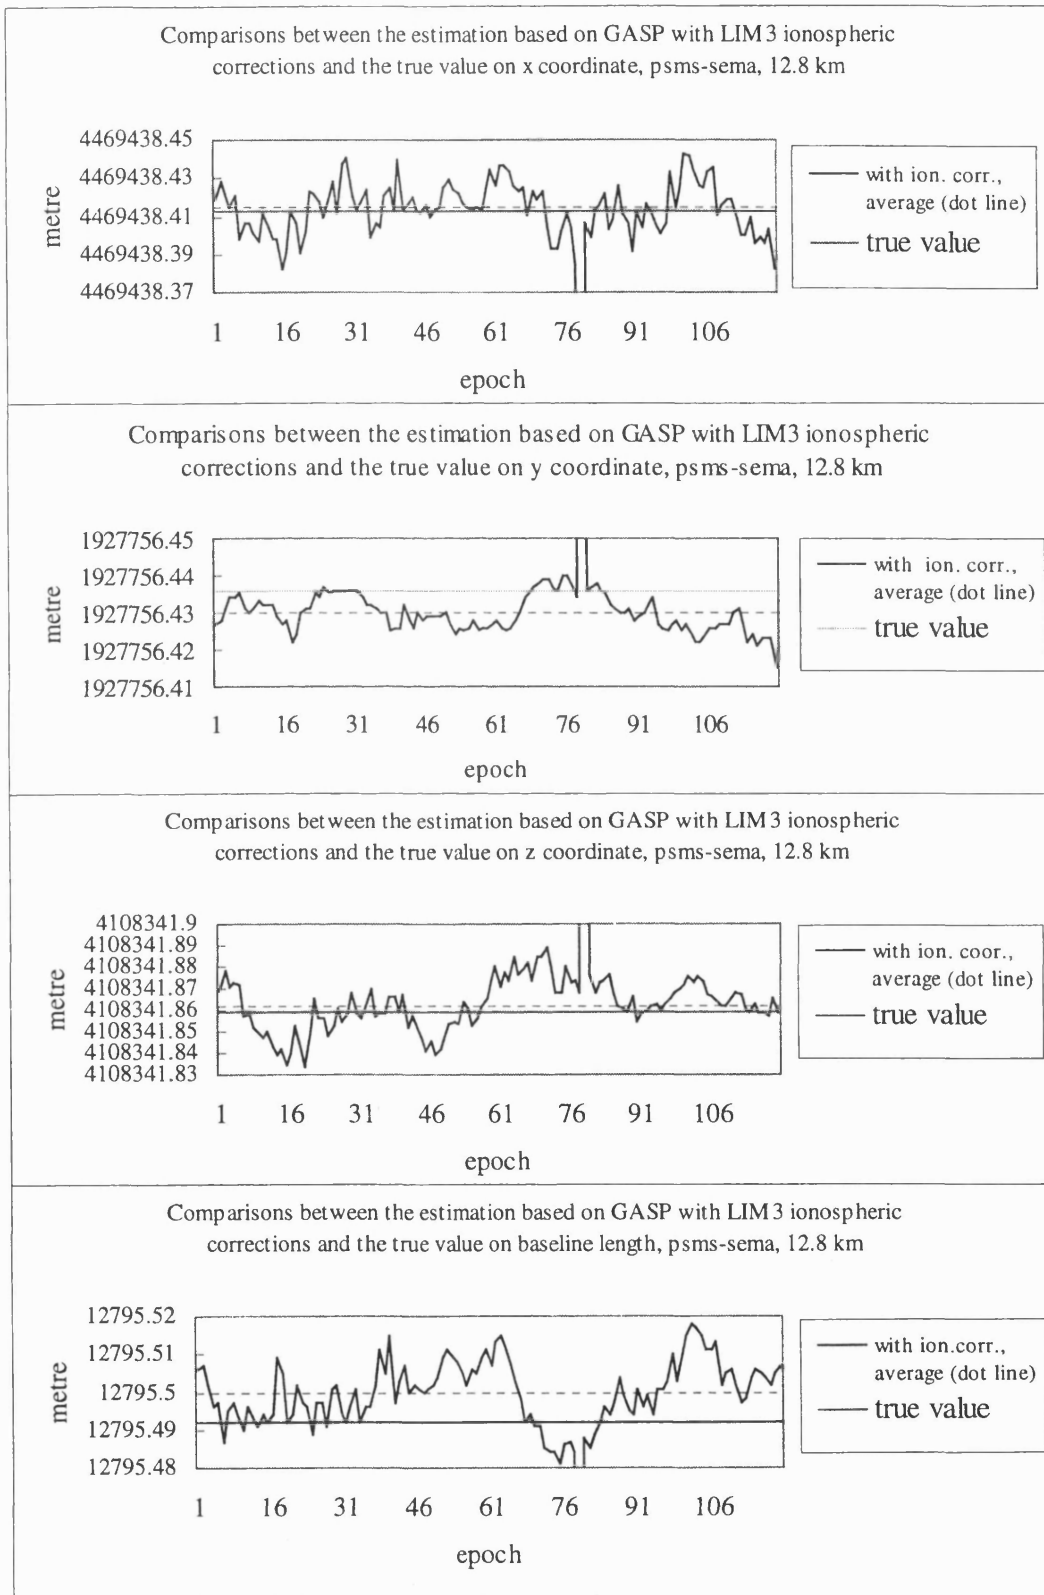 Comparisons between the estimation based on GASP with LIM3 ionospheric
corrections and the true value on x coordinate, psms-sema, 12.8 km
4469438.45
4469438.43
4469438.41
4469438.39
4469438.37
metre
1 16 31 46 61 76 91 106
epoch
with ion. corr.,
average (dot line)
true value
Comparisons between the estimation based on GASP with LIM3 ionospheric
corrections and the true value on y coordinate, psms-sema, 12.8 km
1927756.45
1927756.44
1927756.43
1927756.42
1927756.41
metre
1 16 31 46 61 76 91 106
epoch
with ion. corr.,
average (dot line)
true value
Comparisons between the estimation based on GASP with LIM3 ionospheric
corrections and the true value on z coordinate, psms-sema, 12.8 km
4108341.9
4108341.89
4108341.88
4108341.87
4108341.86
4108341.85
4108341.84
4108341.83
metre
1 16 31 46 61 76 91 106
epoch
with ion. coor.,
average (dot line)
true value
Comparisons between the estimation based on GASP with LIM3 ionospheric
corrections and the true value on baseline length, psms-sema, 12.8 km
12795.52
12795.51
12795.5
12795.49
12795.48
metre
1 16 31 46 61 76 91 106
epoch
with ion.corr.,
average (dot line)
true value